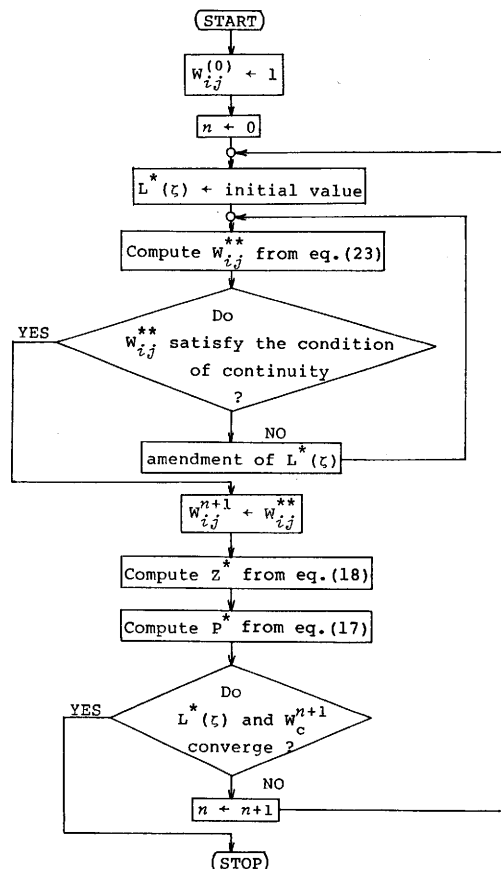 START
W_{ij}^{(0)} ← 1
n ← 0
L*(ζ) ← initial value
Compute W_{ij}^{**} from eq.(23)
Do
YES
W_{ij}^{**} satisfy the condition
of continuity
?
NO
amendment of L*(ζ)
W_{ij}^{n+1} ← W_{ij}^{**}
Compute Z* from eq.(18)
Compute P* from eq.(17)
Do
YES
L*(ζ) and W_c^{n+1}
converge ?
NO
n ← n+1
STOP